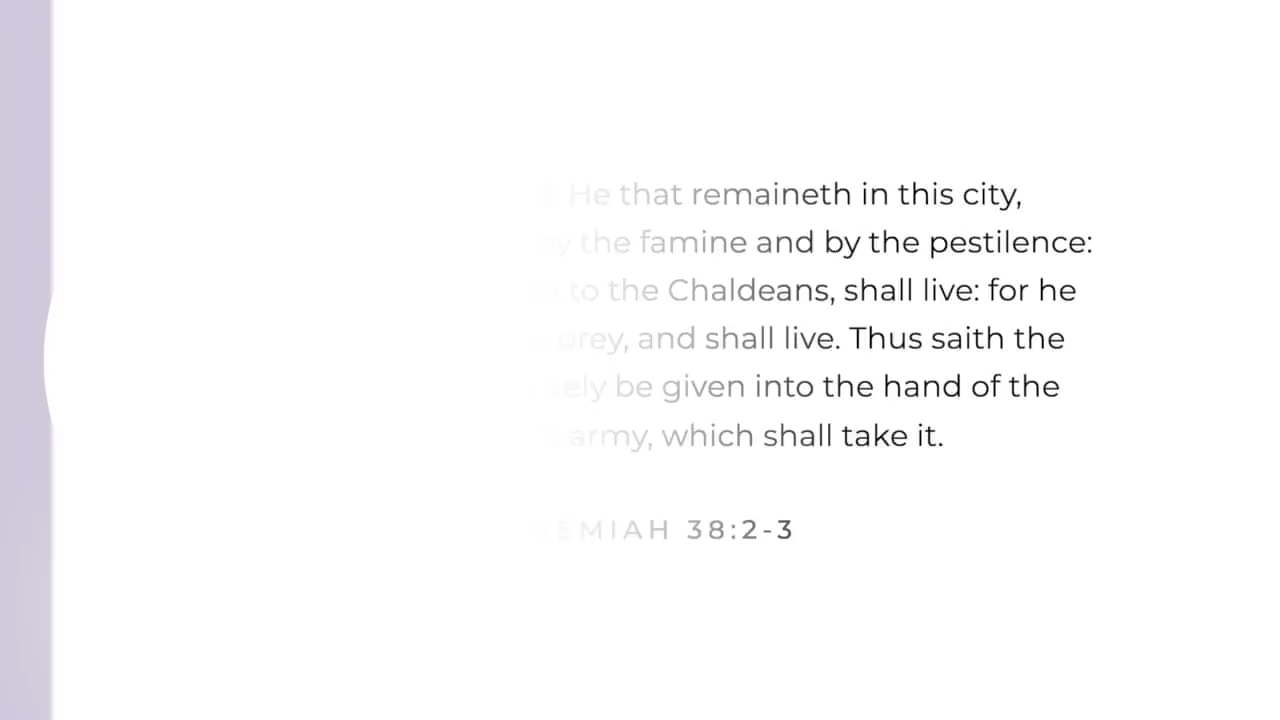 He that remaineth in this city,
the famine and by the pestilence:
to the Chaldeans, shall live: for he
prey, and shall live. Thus saith the
be given into the hand of the
army, which shall take it.
38:2-3